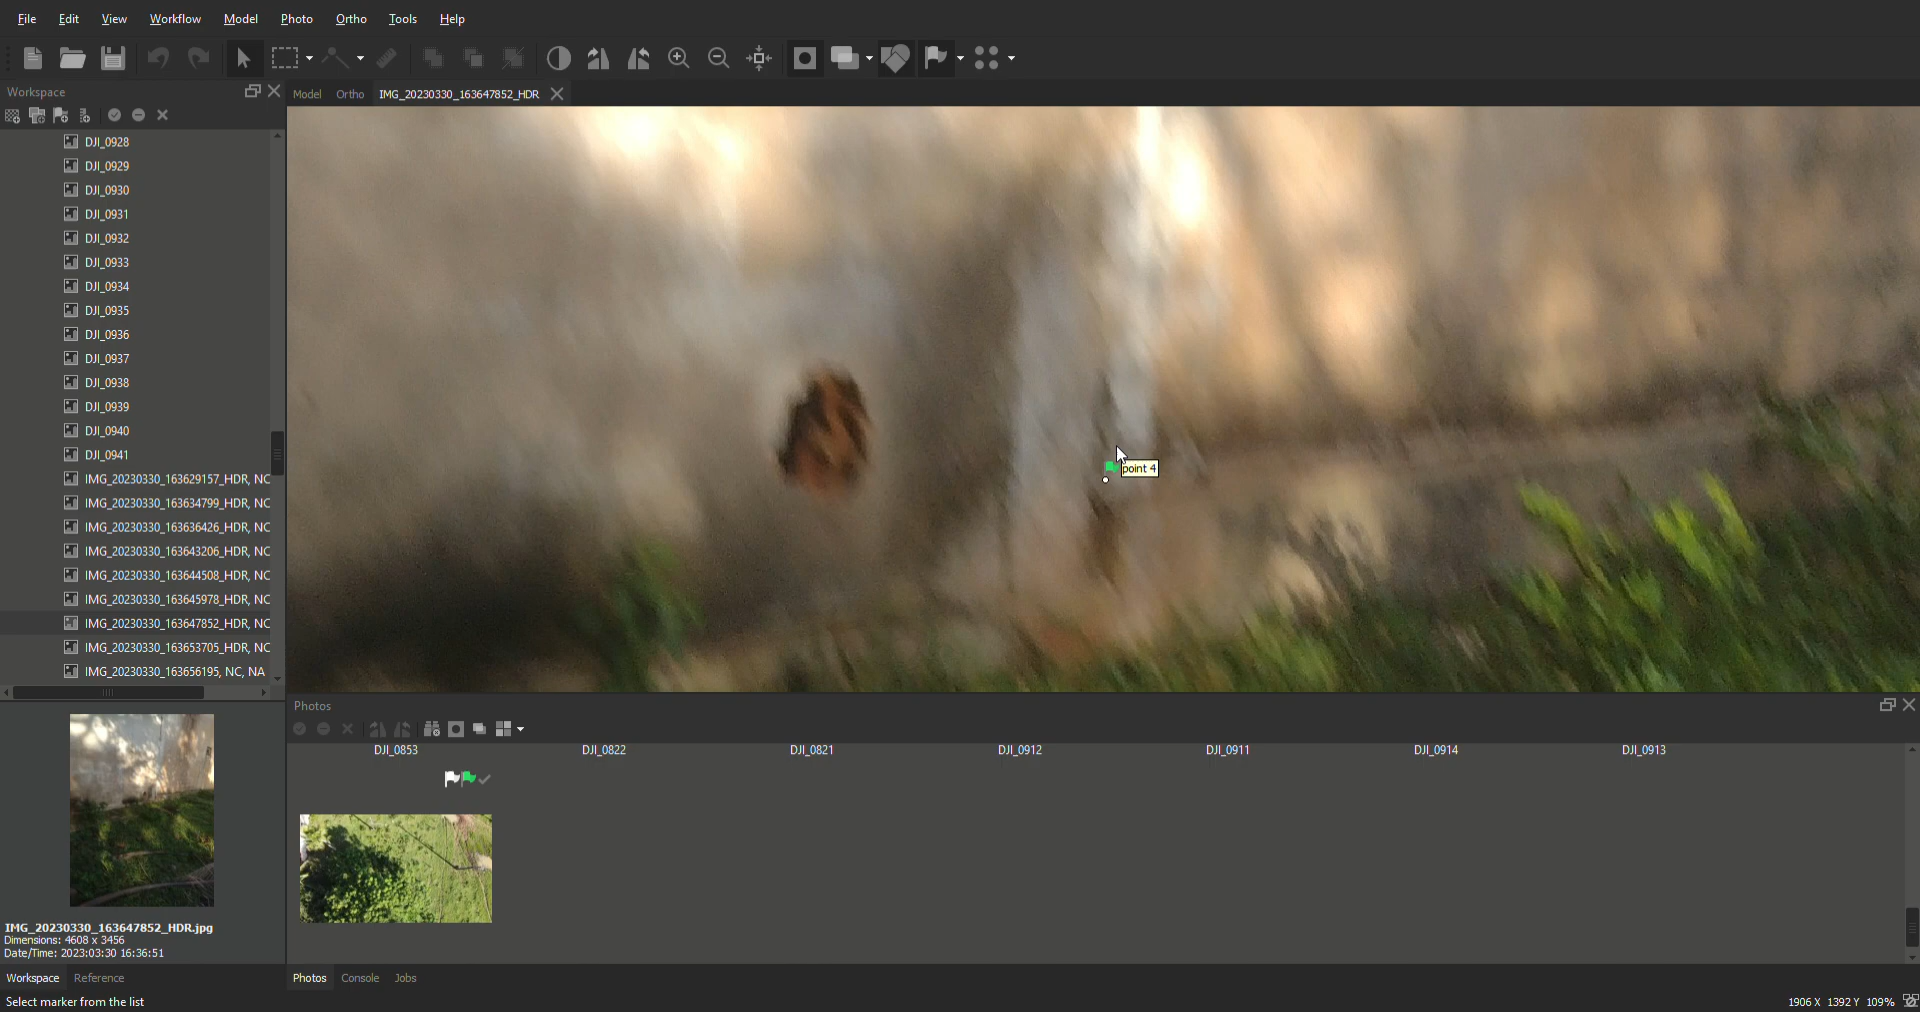 File Edit View Workflow Model Photo Ortho Tools Help
Workspace
Model Ortho IMG_20230330_163647852_HDR
DJI_0928
DJI_0929
DJI_0930
DJI_0931
DJI_0932
DJI_0933
DJI_0934
DJI_0935
DJI_0936
DJI_0937
DJI_0938
DJI_0939
DJI_0940
DJI_0941
IMG_20230330_163629157_HDR, NC
IMG_20230330_163634799_HDR, NC
IMG_20230330_163636426_HDR, NC
IMG_20230330_163643206_HDR, NC
IMG_20230330_163644508_HDR, NC
IMG_20230330_163645978_HDR, NC
IMG_20230330_163647852_HDR, NC
IMG_20230330_163653705_HDR, NC
IMG_20230330_163656195, NC, NA
point 4
Photos
DJI_0853 DJI_0822 DJI_0821 DJI_0912 DJI_0911 DJI_0914 DJI_0913
IMG_20230330_163647852_HDR.jpg
Dimensions: 4608 x 3456
Date/Time: 2023:03:30 16:36:51
Workspace Reference
Photos Console Jobs
Select marker from the list
1906 X 1392 Y 109%